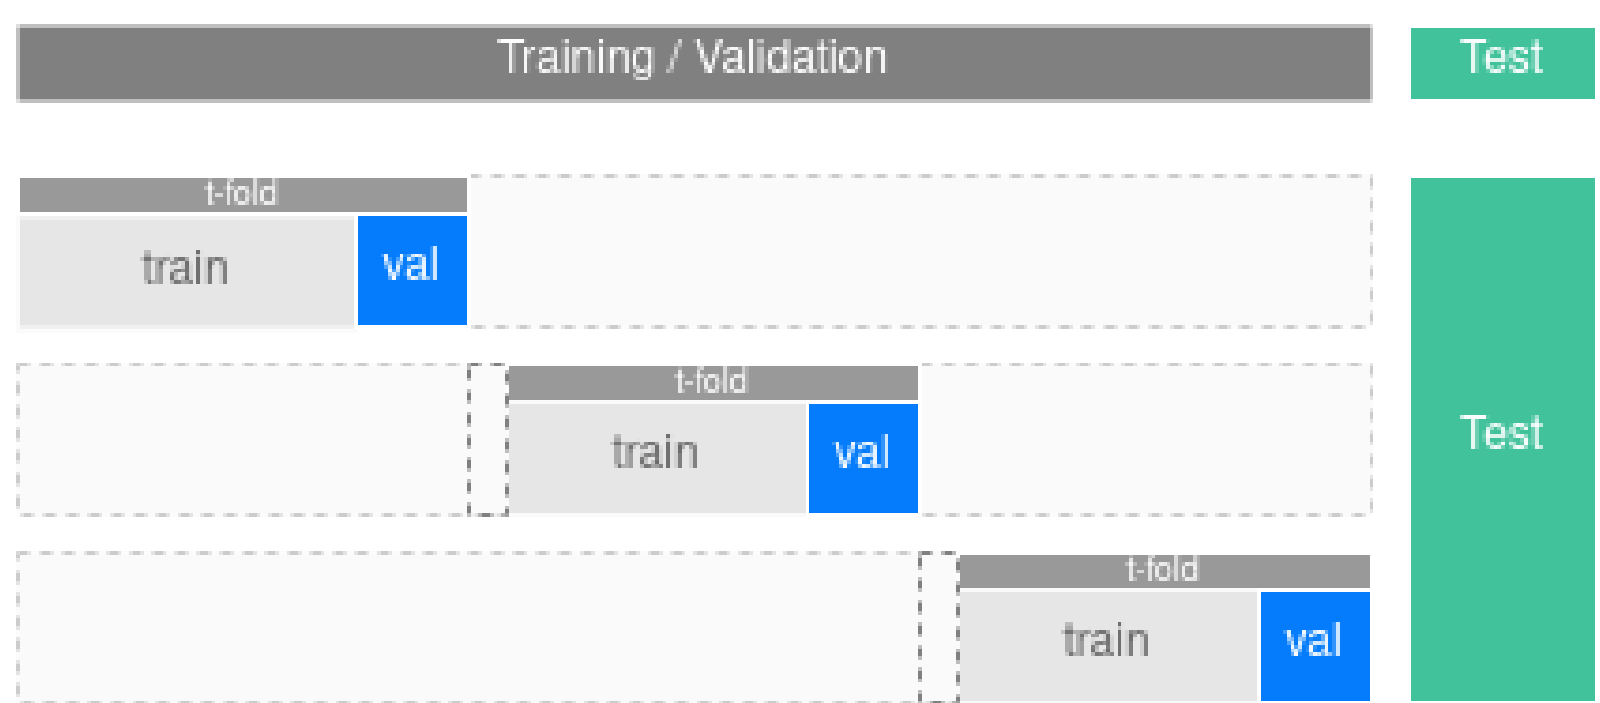 Training / Validation
Test
t-fold
train
val
t-fold
train
val
Test
t-fold
train
val